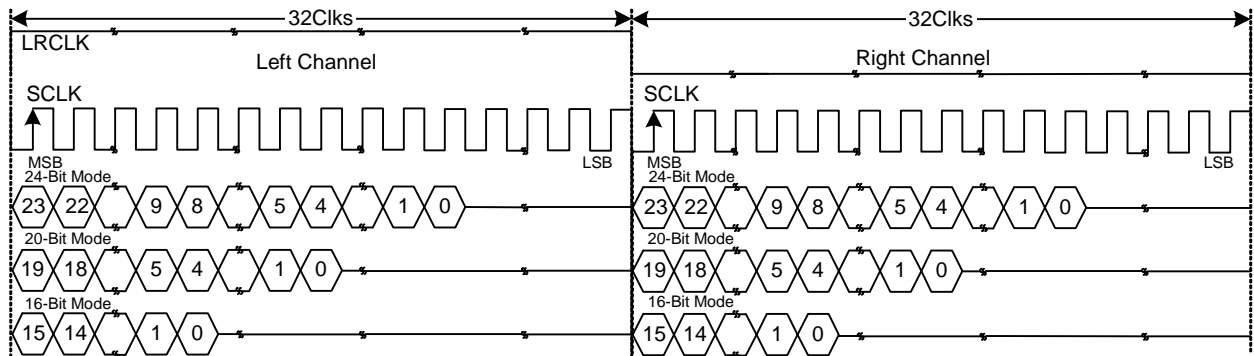 32Clks 32Clks
LRCLK
Left Channel Right Channel
SCLK SCLK
MSB LSB MSB LSB
24-Bit Mode 24-Bit Mode
23 22 9 8 5 4 1 0 23 22 9 8 5 4 1 0
20-Bit Mode 20-Bit Mode
19 18 5 4 1 0 19 18 5 4 1 0
16-Bit Mode 16-Bit Mode
15 14 1 0 15 14 1 0